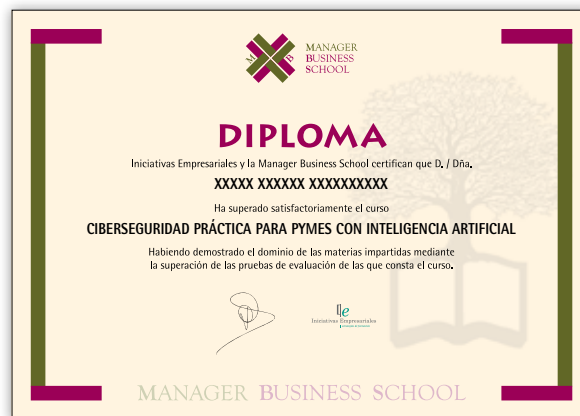 M B
MANAGER
BUSINESS
SCHOOL
DIPLOMA
Iniciativas Empresariales y la Manager Business School certifican que D. / Dña.
XXXXX XXXXXX XXXXXXXXXX
Ha superado satisfactoriamente el curso
CIBERSEGURIDAD PRÁCTICA PARA PYMES CON INTELIGENCIA ARTIFICIAL
Habiendo demostrado el dominio de las materias impartidas mediante
la superación de las pruebas de evaluación de las que consta el curso.
Ile
Iniciativas Empresariales
MANAGER BUSINESS SCHOOL